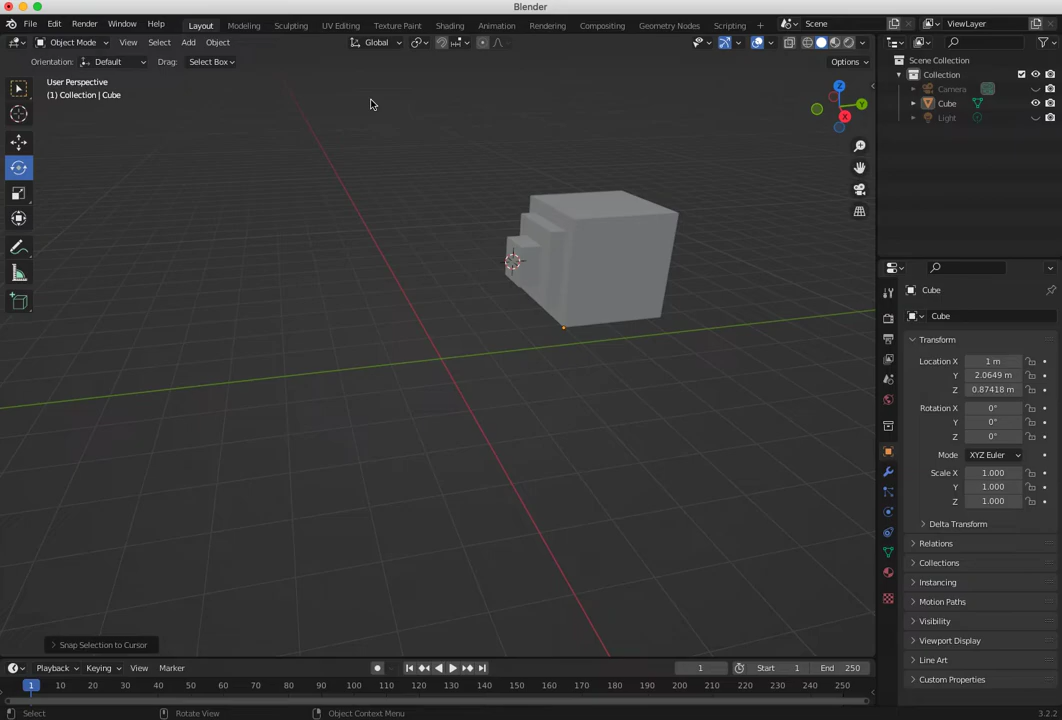 Blender
File Edit Render Window Help Layout Modeling Sculpting UV Editing Texture Paint Shading Animation Rendering Compositing Geometry Nodes Scripting + Scene ViewLayer
Object Mode View Select Add Object Global
Orientation: Default Drag: Select Box Options
User Perspective
(1) Collection | Cube
Z
Y
X
Scene Collection
Collection
Camera
Cube
Light
Cube
Cube
Transform
Location X 1 m
Y 2.0649 m
Z 0.87418 m
Rotation X 0°
Y 0°
Z 0°
Mode XYZ Euler
Scale X 1.000
Y 1.000
Z 1.000
Delta Transform
Relations
Collections
Instancing
Motion Paths
Visibility
Viewport Display
Line Art
Custom Properties
Snap Selection to Cursor
Playback Keying View Marker 1 Start 1 End 250
1 10 20 30 40 50 60 70 80 90 100 110 120 130 140 150 160 170 180 190 200 210 220 230 240 250
Select Rotate View Object Context Menu 3.2.2